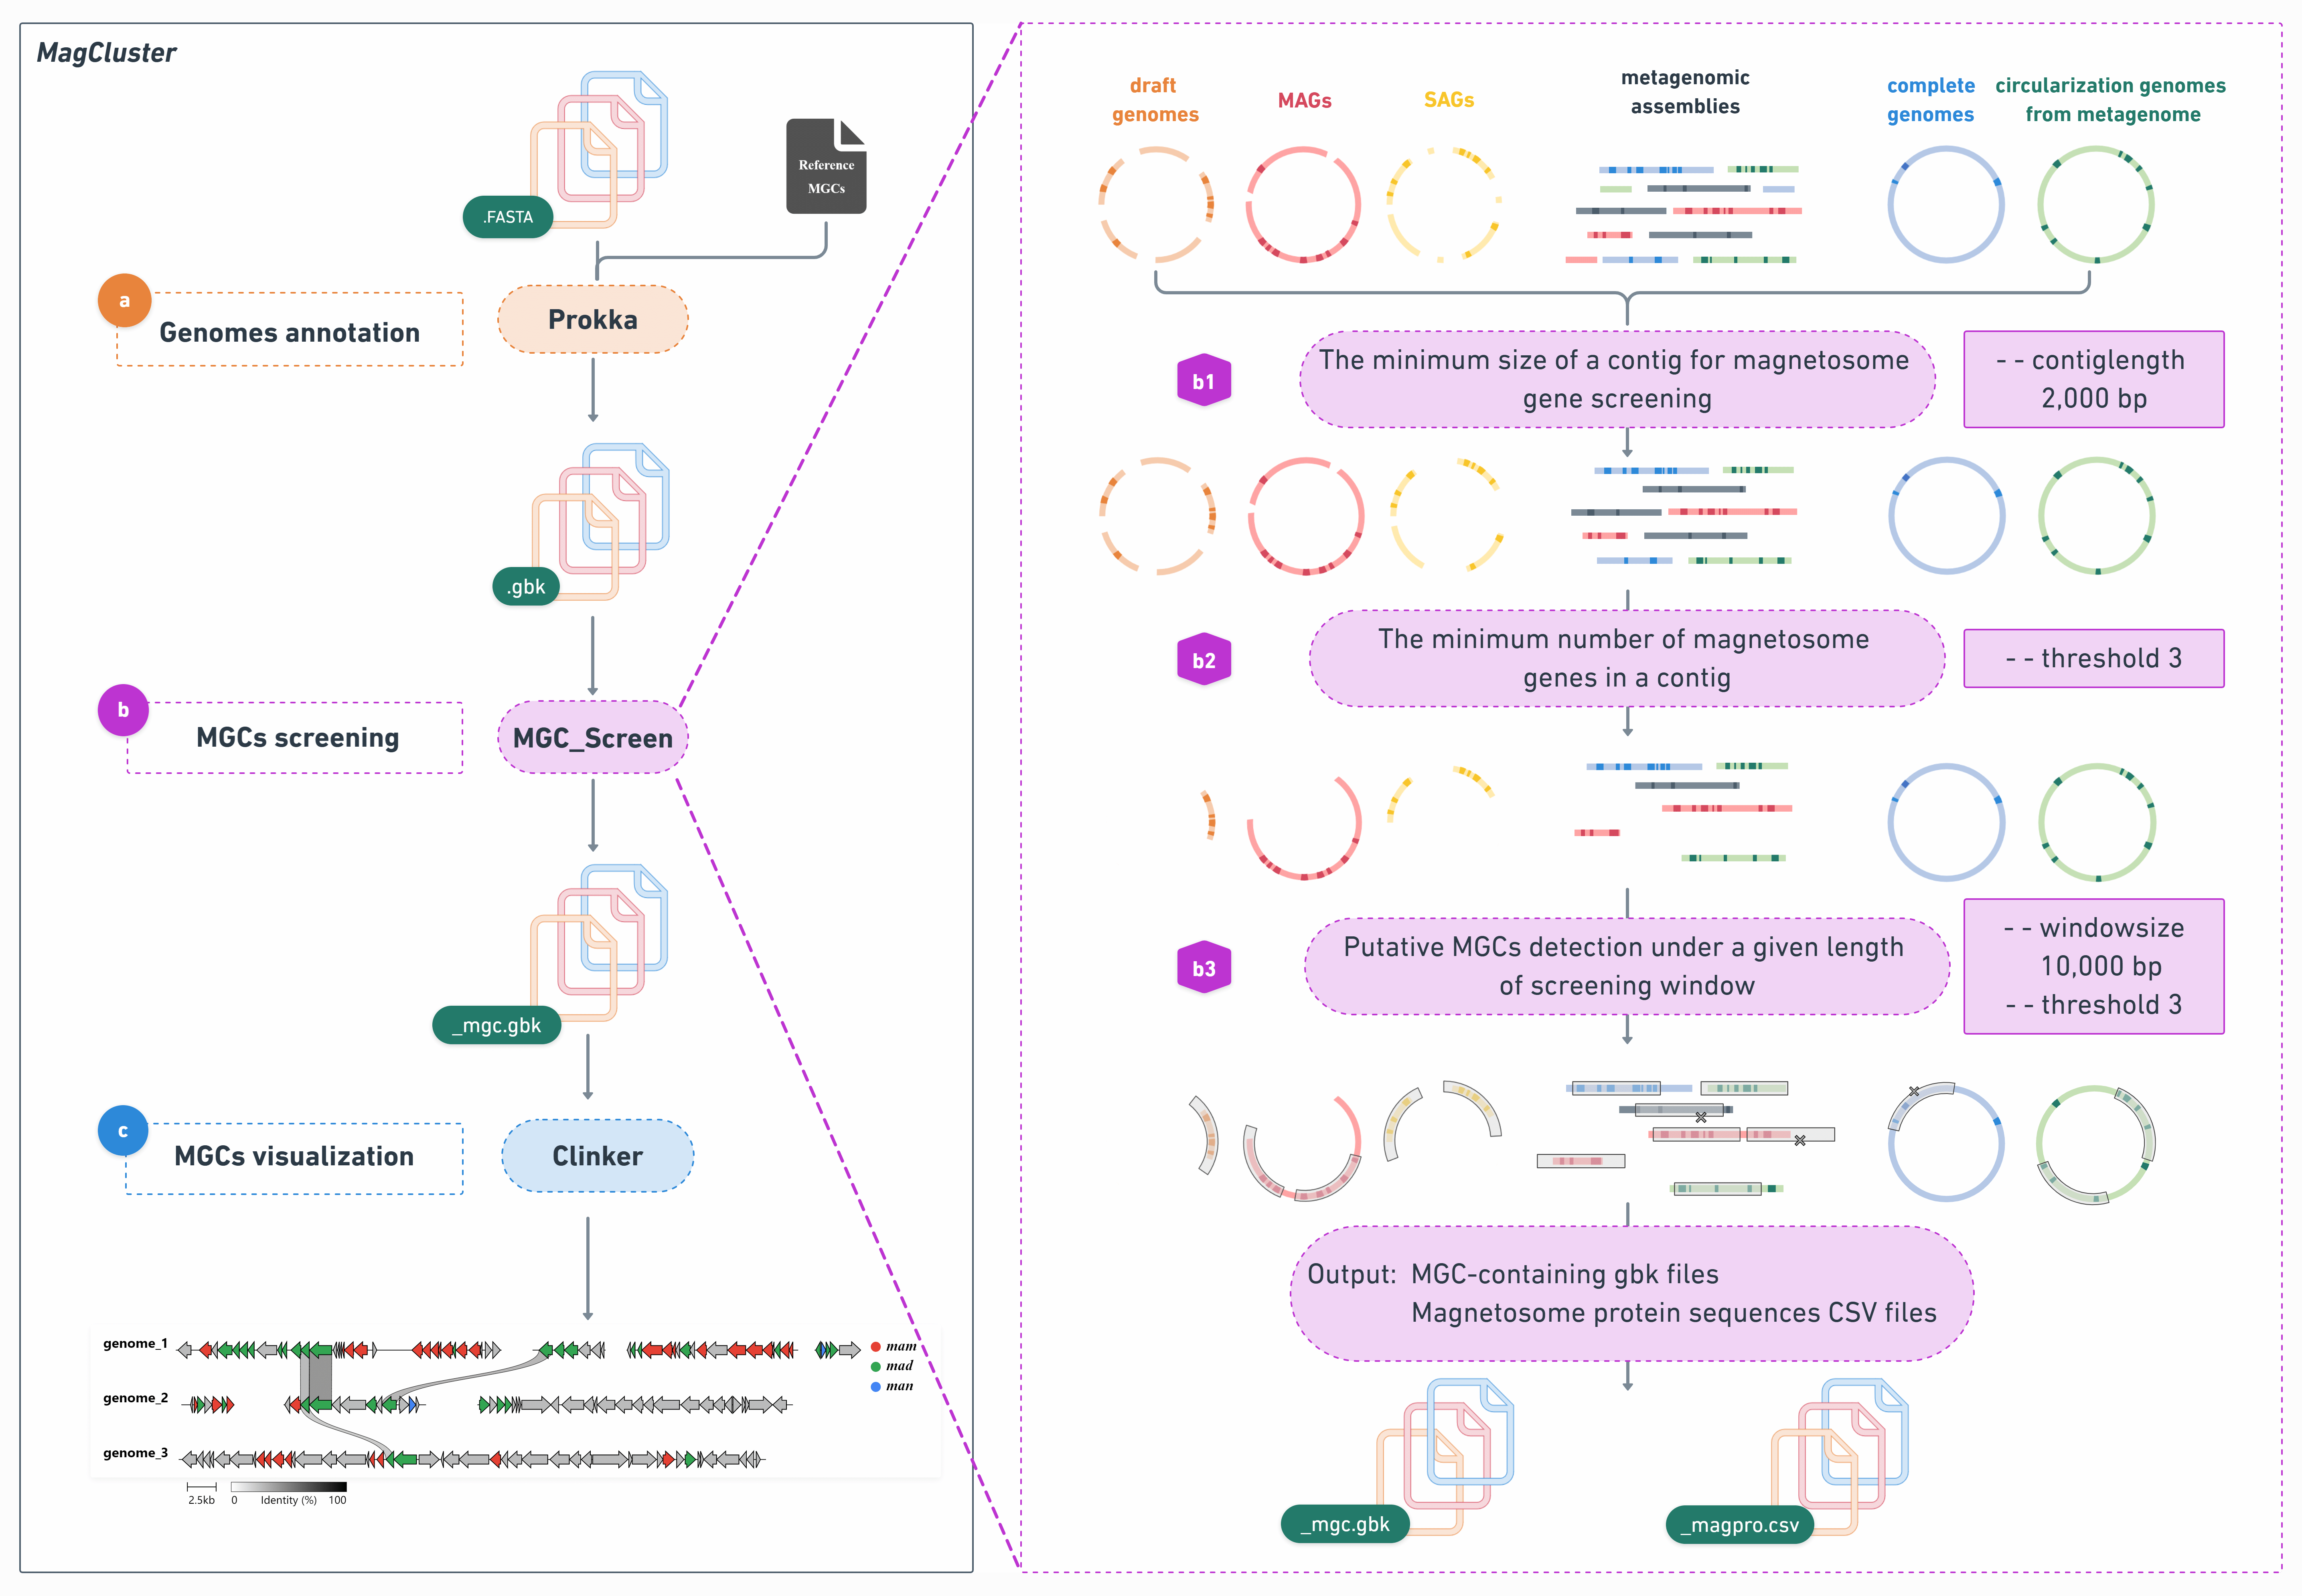 MagCluster
.FASTA
Reference
MGCs
a
Genomes annotation
Prokka
.gbk
b
MGCs screening
MGC_Screen
_mgc.gbk
c
MGCs visualization
Clinker
genome_1
genome_2
genome_3
mam
mad
man
2.5kb
0 Identity (%) 100
draft
genomes
MAGs
SAGs
metagenomic
assemblies
complete
genomes
circularization genomes
from metagenome
b1
The minimum size of a contig for magnetosome
gene screening
- - contiglength
2,000 bp
b2
The minimum number of magnetosome
genes in a contig
- - threshold 3
b3
Putative MGCs detection under a given length
of screening window
- - windowsize
10,000 bp
- - threshold 3
Output: MGC-containing gbk files
Magnetosome protein sequences CSV files
_mgc.gbk
_magpro.csv